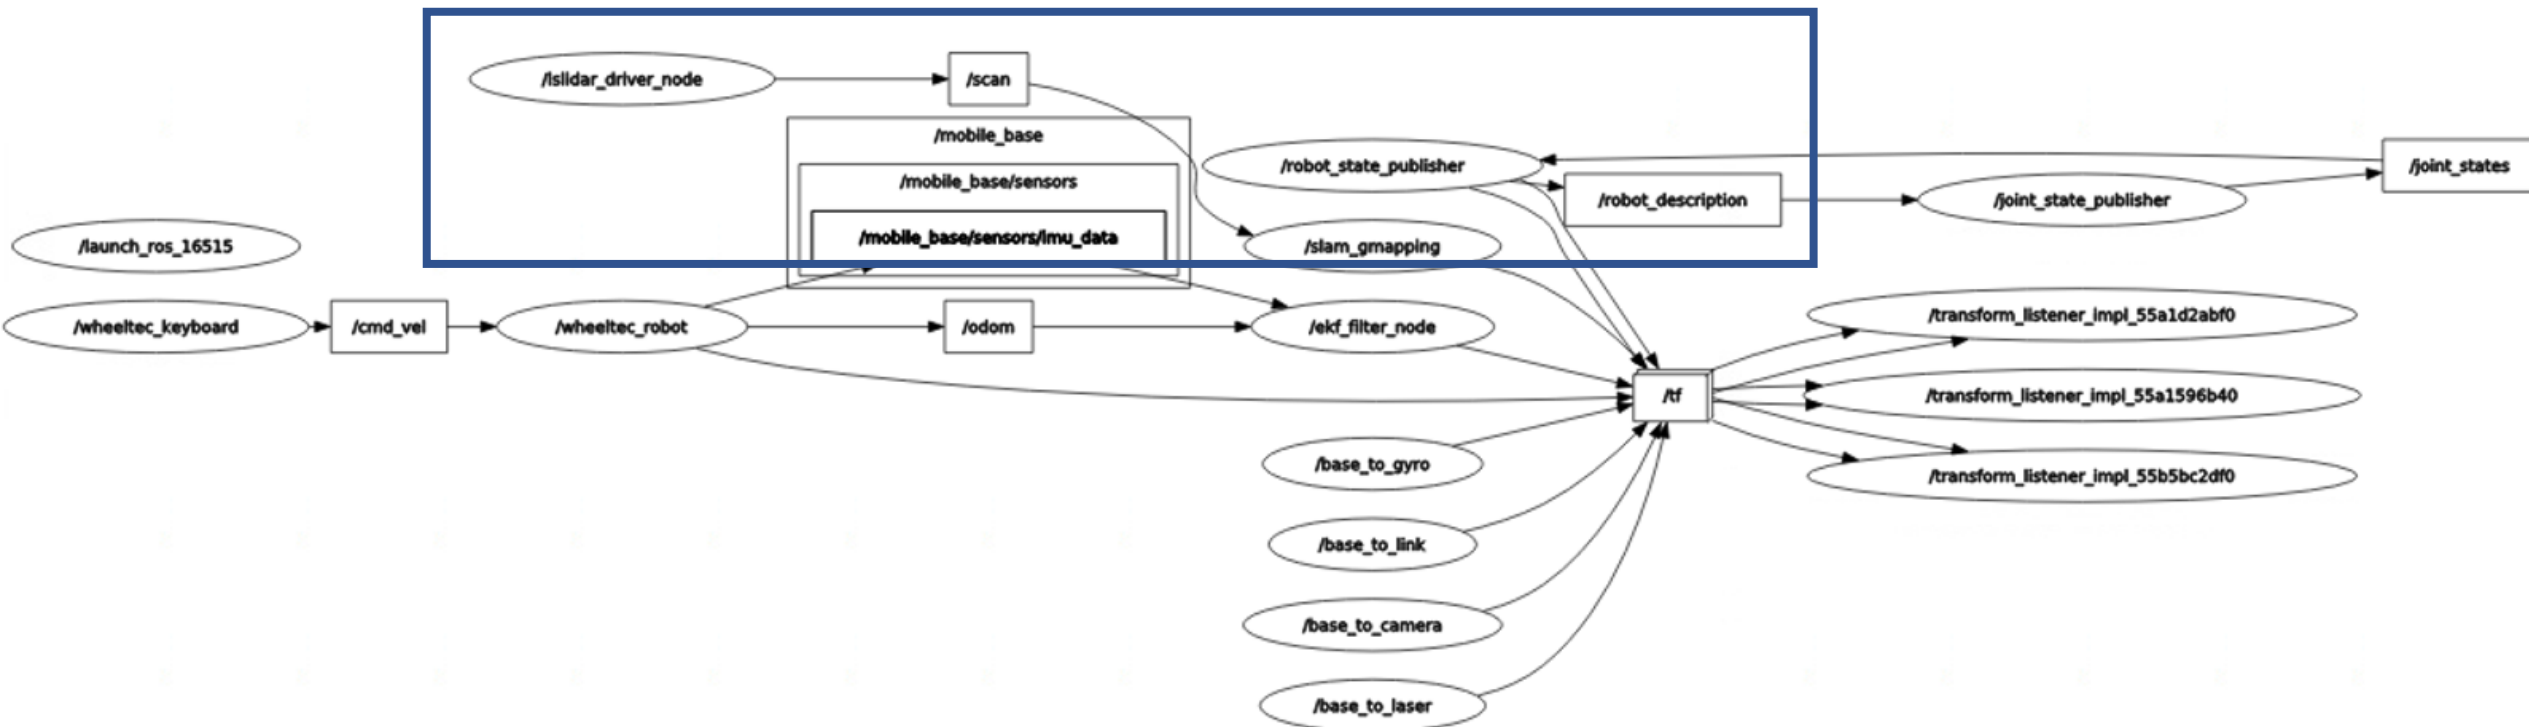 /lslidar_driver_node
/scan
/mobile_base
/mobile_base/sensors
/mobile_base/sensors/imu_data
/robot_state_publisher
/robot_description
/joint_state_publisher
/joint_states
/slam_gmapping
/launch_ros_16515
/wheeltec_keyboard
/cmd_vel
/wheeltec_robot
/odom
/ekf_filter_node
/tf
/transform_listener_impl_55a1d2abf0
/transform_listener_impl_55a1596b40
/transform_listener_impl_55b5bc2df0
/base_to_gyro
/base_to_link
/base_to_camera
/base_to_laser